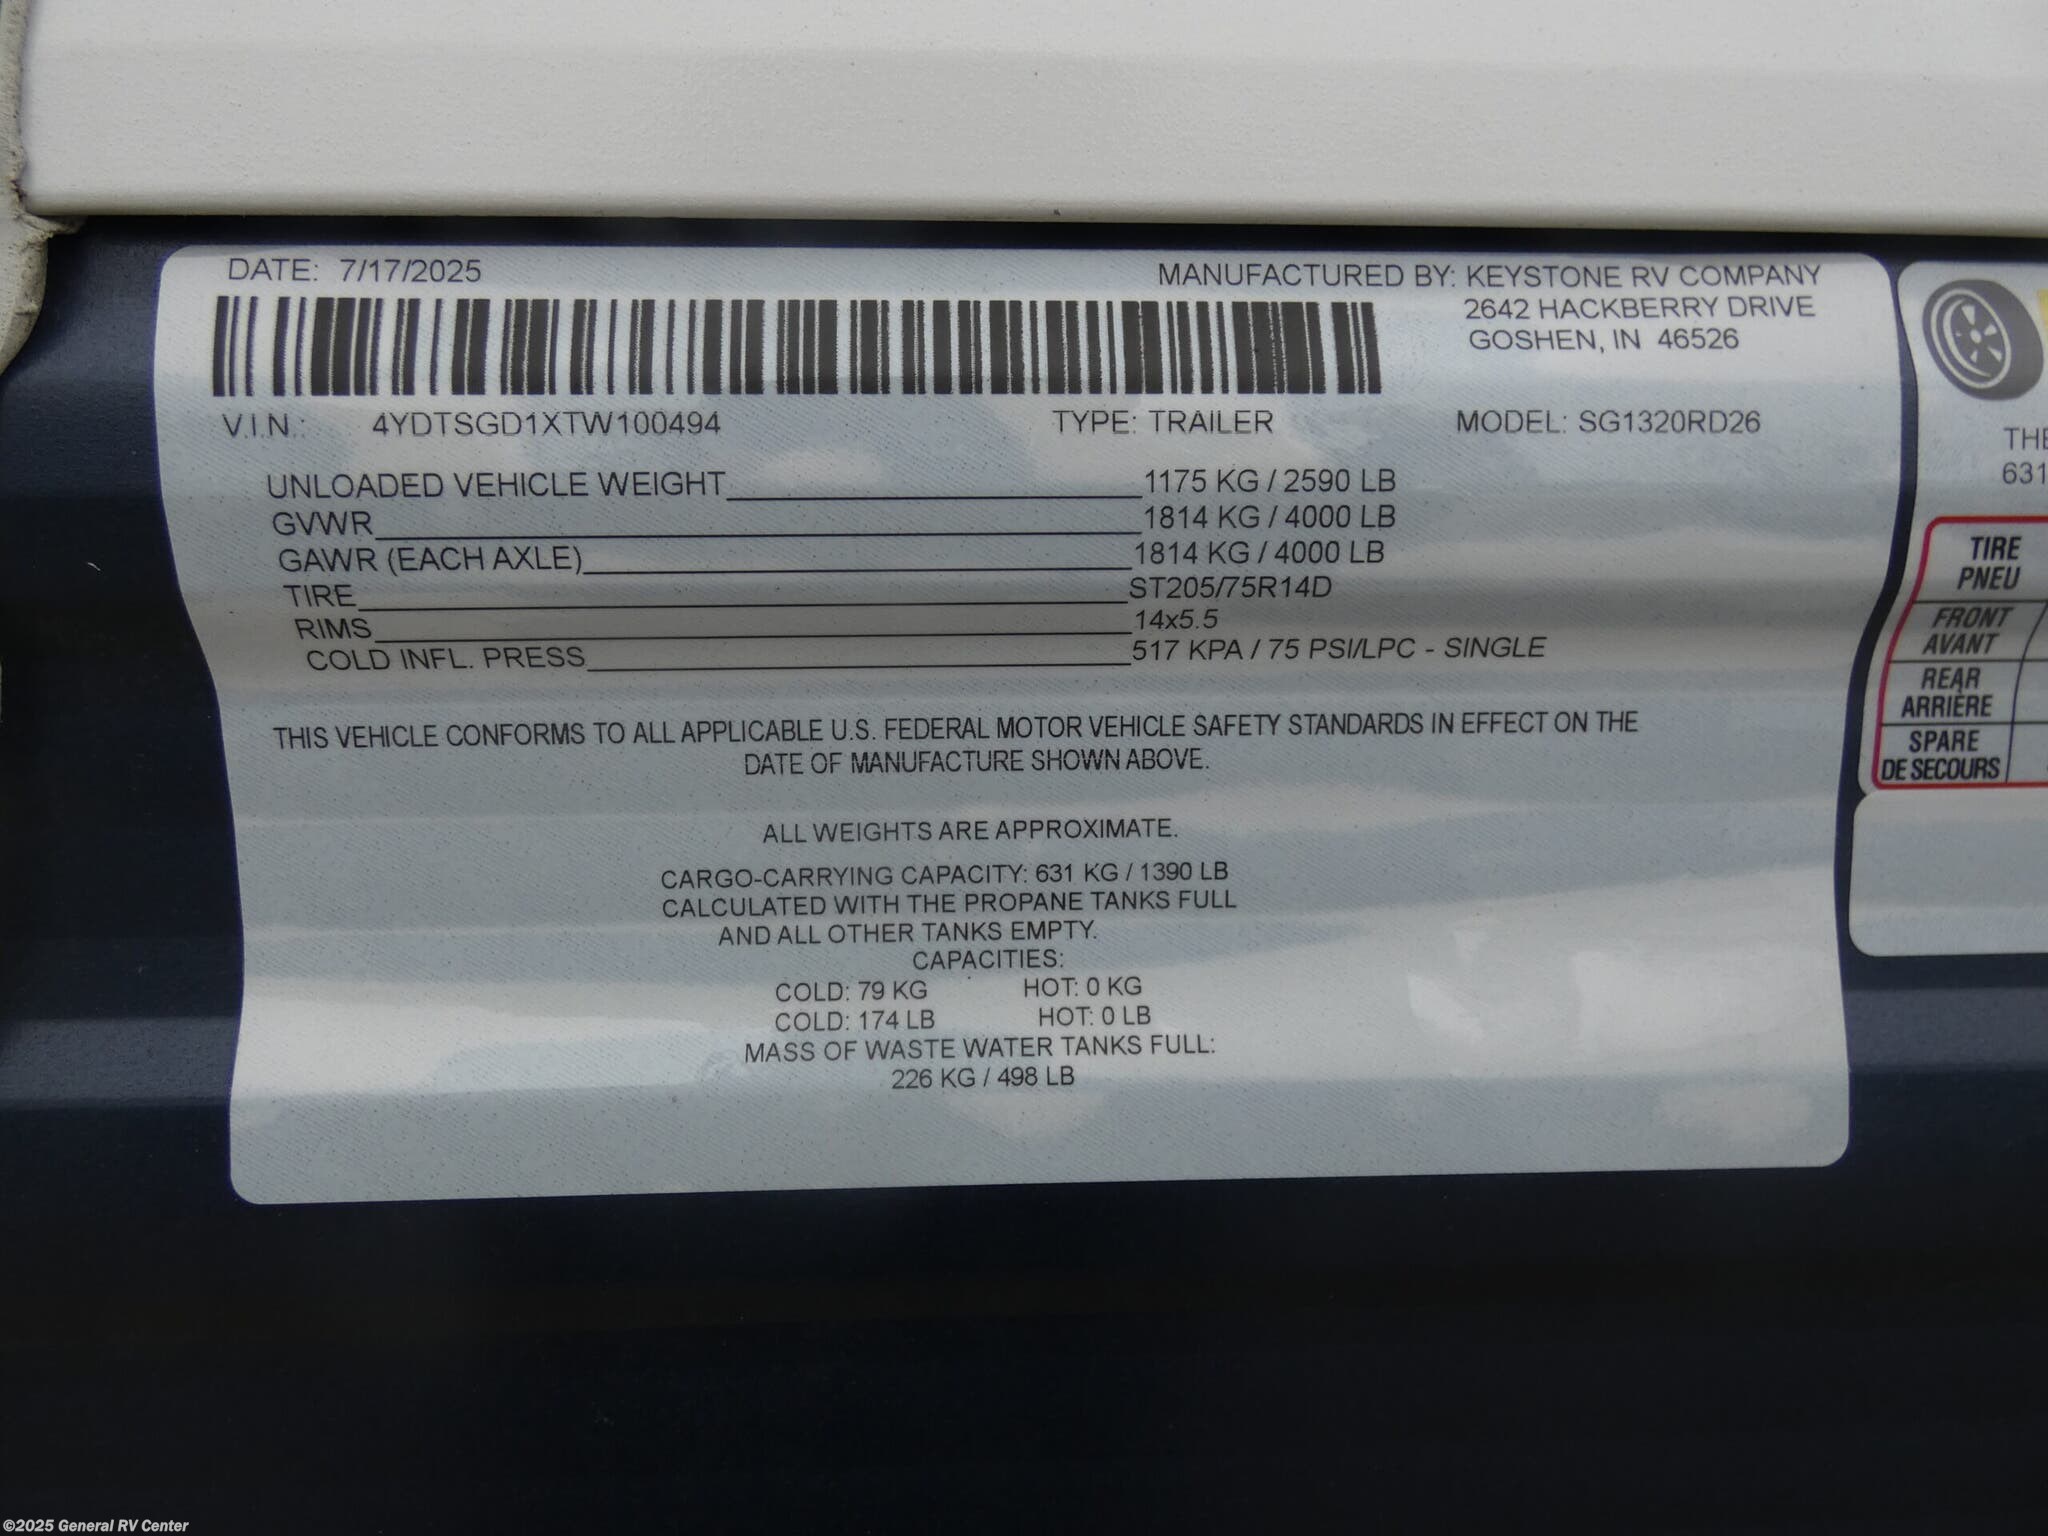 DATE: 7/17/2025
MANUFACTURED BY: KEYSTONE RV COMPANY
2642 HACKBERRY DRIVE
GOSHEN, IN 46526
V.I.N.: 4YDTSGD1XTW100494 TYPE: TRAILER MODEL: SG1320RD26
UNLOADED VEHICLE WEIGHT 1175 KG / 2590 LB
GVWR 1814 KG / 4000 LB
GAWR (EACH AXLE) 1814 KG / 4000 LB
TIRE ST205/75R14D
RIMS 14x5.5
COLD INFL. PRESS 517 KPA / 75 PSI/LPC - SINGLE
THIS VEHICLE CONFORMS TO ALL APPLICABLE U.S. FEDERAL MOTOR VEHICLE SAFETY STANDARDS IN EFFECT ON THE
DATE OF MANUFACTURE SHOWN ABOVE.
ALL WEIGHTS ARE APPROXIMATE.
CARGO-CARRYING CAPACITY: 631 KG / 1390 LB
CALCULATED WITH THE PROPANE TANKS FULL
AND ALL OTHER TANKS EMPTY.
CAPACITIES:
COLD: 79 KG HOT: 0 KG
COLD: 174 LB HOT: 0 LB
MASS OF WASTE WATER TANKS FULL:
226 KG / 498 LB
THE
631
TIRE
PNEU
FRONT
AVANT
REAR
ARRIÈRE
SPARE
DE SECOURS
©2025 General RV Center